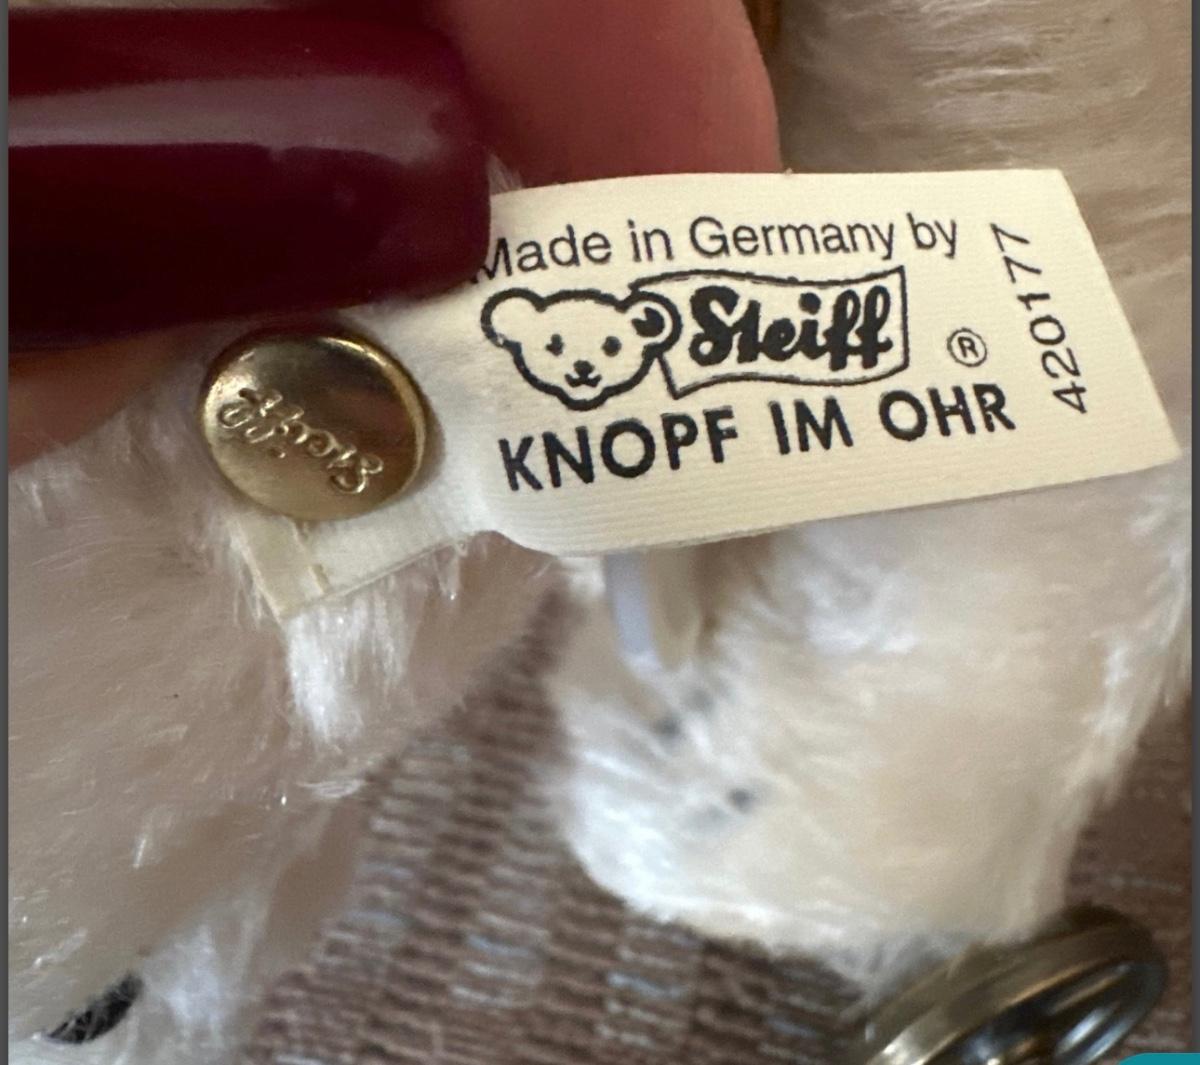 Made in Germany by
Steiff
®
KNOPF IM OHR
420177
Steiff